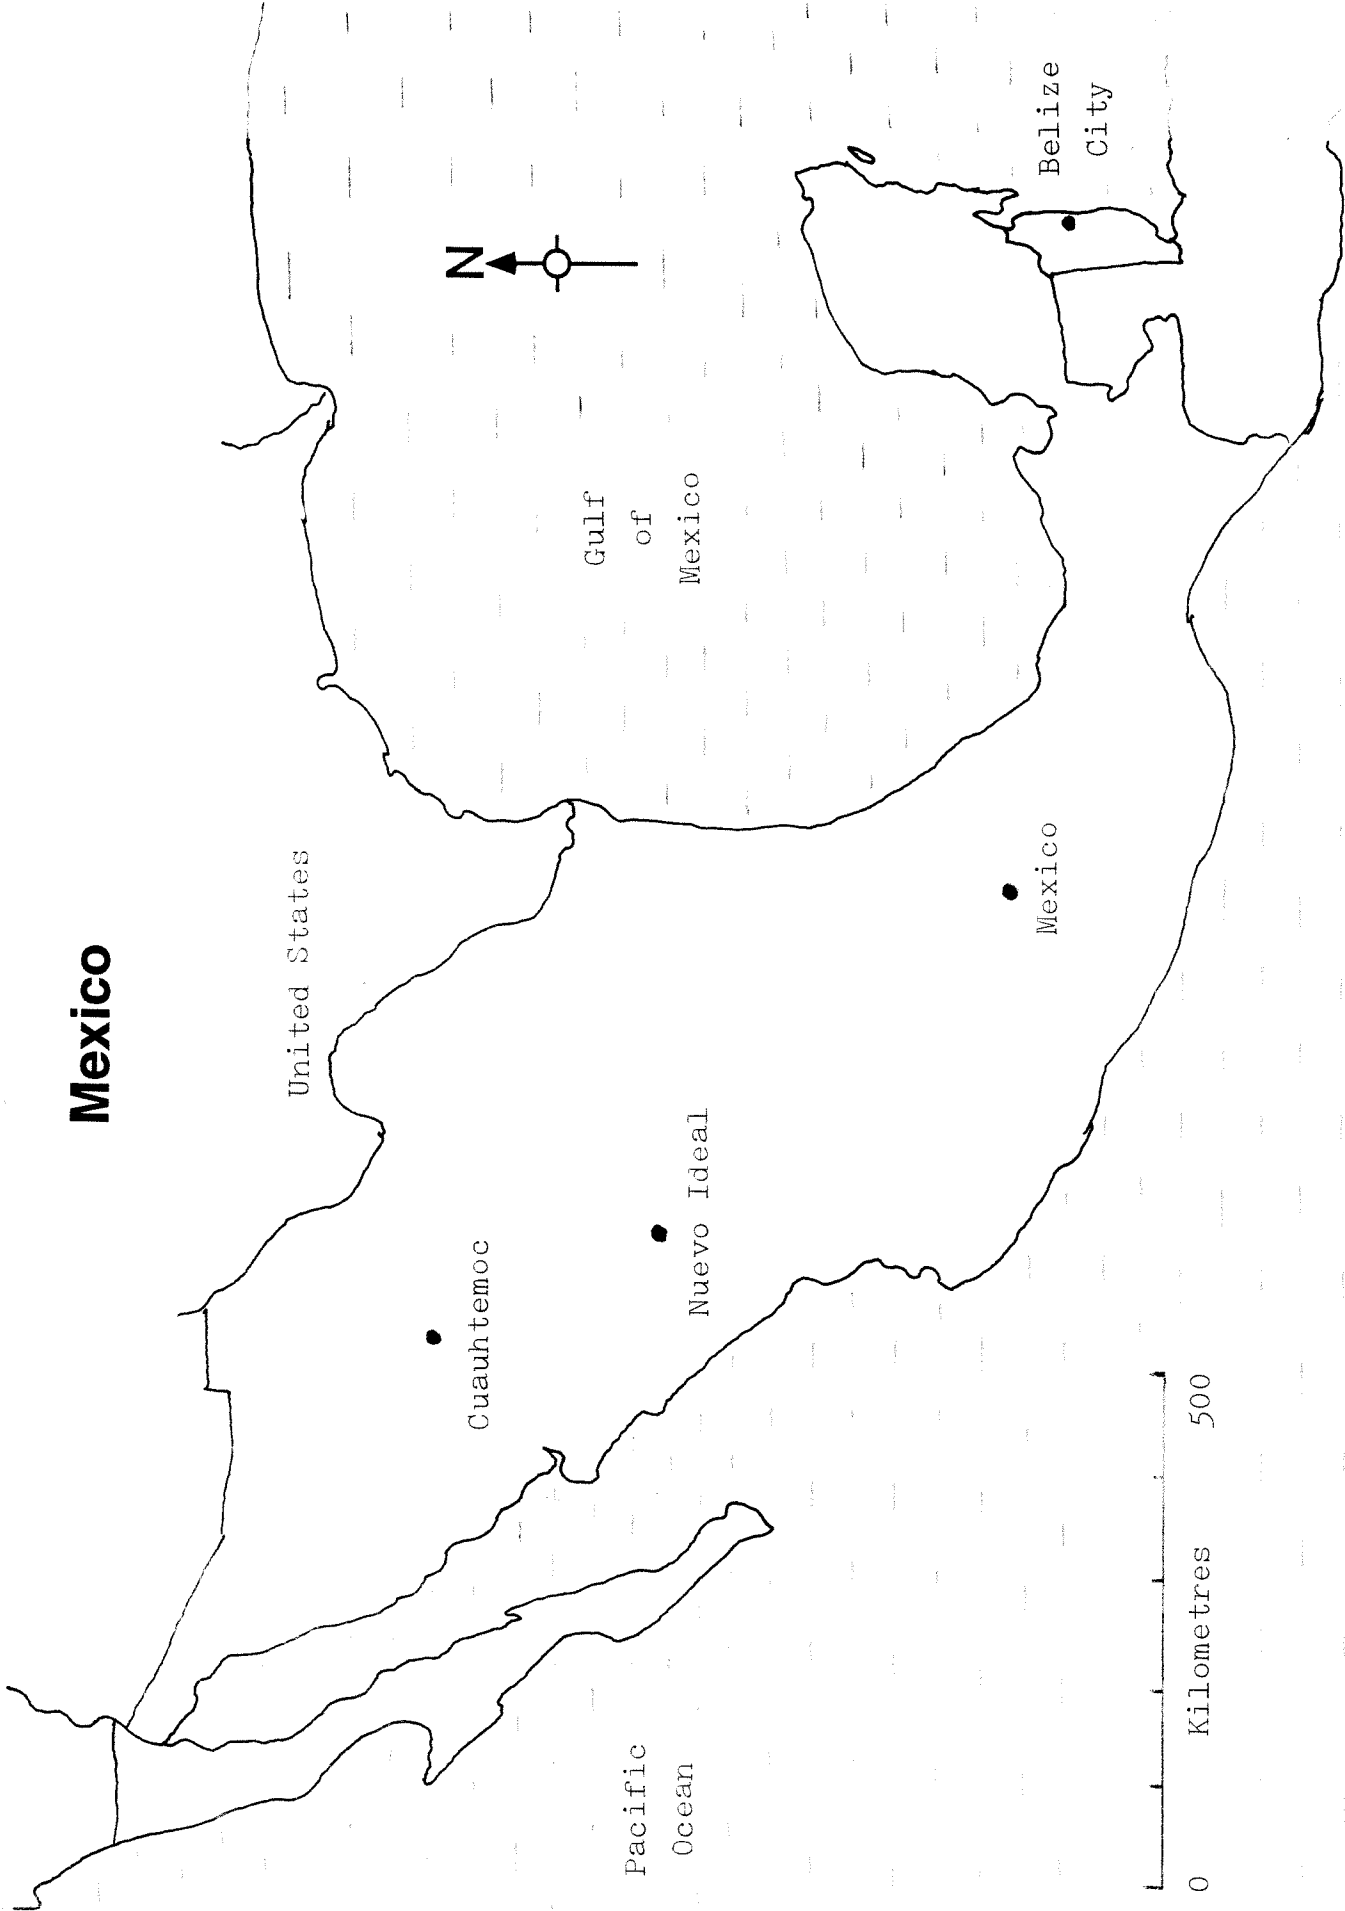 Mexico
United States
N
Gulf
of
Mexico
Cuauhtemoc
Nuevo Ideal
Mexico
Belize
City
Pacific
Ocean
0 Kilometres 500